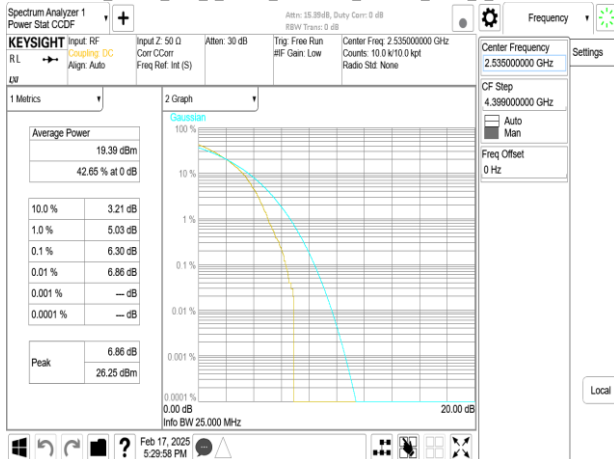 Spectrum Analyzer 1
Power Stat CCDF
+
Attn: 15.39dB, Duty Corr: 0 dB
RBW Trans: 0 dB
Frequency
KEYSIGHT
RL
LXI
Input: RF
Coupling: DC
Align: Auto
Input Z: 50 Ω
Corr CCorr
Freq Ref: Int (S)
Atten: 30 dB
Trig: Free Run
#IF Gain: Low
Center Freq: 2.535000000 GHz
Counts: 10.0 k/10.0 kpt
Radio Std: None
Center Frequency
2.535000000 GHz
Settings
CF Step
4.399000000 GHz
Auto
Man
Freq Offset
0 Hz
Local
1 Metrics
Average Power
19.39 dBm
42.65 % at 0 dB
10.0 % 3.21 dB
1.0 % 5.03 dB
0.1 % 6.30 dB
0.01 % 6.86 dB
0.001 % --- dB
0.0001 % --- dB
Peak
6.86 dB
26.25 dBm
2 Graph
Gaussian
100 %
10 %
1 %
0.1 %
0.01 %
0.001 %
0.0001 %
0.00 dB 20.00 dB
Info BW 25.000 MHz
?
Feb 17, 2025
5:29:58 PM